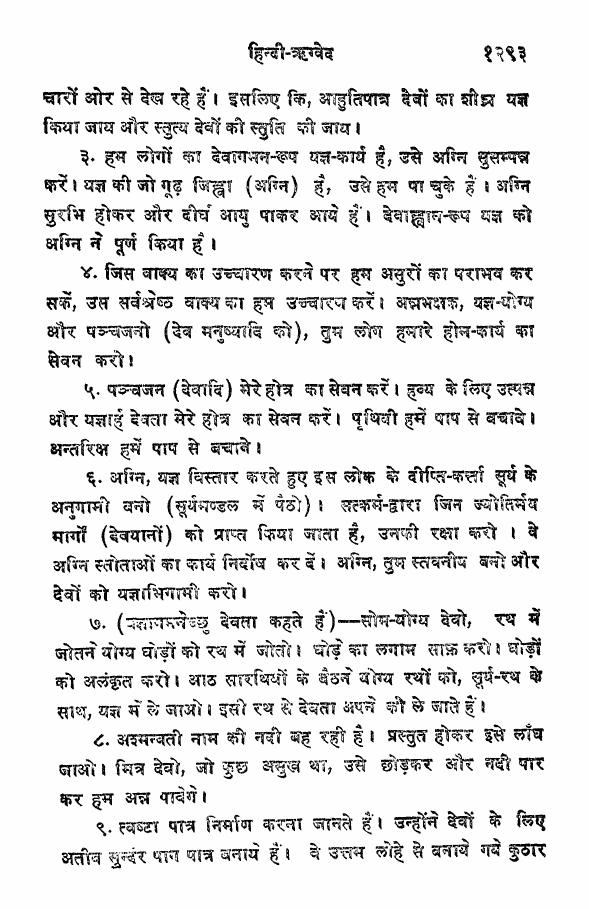 हिन्दी-ऋग्वेद १२९३
चारों ओर से देख रहे हैं। इसलिए कि, आहुतिपात्र देवों का शीघ्र यज्ञ
किया जाय और स्तुत्य देवों की स्तुति की जाय।
३. हम लोगों का देवागमन-रूप यज्ञ-कार्य है, उसे अग्नि सुसम्पन्न
करें। यज्ञ की जो गूढ़ जिह्वा (अग्नि) है, उसे हम पा चुके हैं। अग्नि
सुरभि होकर और दीर्घ आयु पाकर आये हैं। देवाह्वान-रूप यज्ञ को
अग्नि ने पूर्ण किया है।
४. जिस वाक्य का उच्चारण करने पर हम असुरों का पराभव कर
सकें, उस सर्वश्रेष्ठ वाक्य का हम उच्चारण करें। अन्नभक्षक, यज्ञ-योग्य
और पञ्चजनो (देव मनुष्यादि को), तुम लोग हमारे होत्र-कार्य का
सेवन करो।
५. पञ्चजन (देवादि) मेरे होत्र का सेवन करें। हव्य के लिए उत्पन्न
और यज्ञार्ह देवता मेरे होत्र का सेवन करें। पृथिवी हमें पाप से बचावे।
अन्तरिक्ष हमें पाप से बचावे।
६. अग्नि, यज्ञ विस्तार करते हुए इस लोक के दीप्ति-कर्त्ता सूर्य के
अनुगामी बनो (सूर्यमण्डल में पैठो)। सत्कर्म-द्वारा जिन ज्योतिर्मय
मार्गों (देवयानों) को प्राप्त किया जाता है, उनकी रक्षा करो । वे
अग्नि स्तोताओं का कार्य निर्दोष कर दें। अग्नि, तुम स्तवनीय बनो और
देवों को यज्ञाभिगामी करो।
७. (यज्ञागमनेच्छु देवता कहते हैं)—सोम-योग्य देवो, रथ में
जोतने योग्य घोड़ों को रथ में जोतो। घोड़े का लगाम साफ़ करो। घोड़ों
को अलंकृत करो। आठ सारथियों के बैठने योग्य रथों को, सूर्य-रथ के
साथ, यज्ञ में ले जाओ। इसी रथ से देवता अपने को ले जाते हैं।
८. अश्मन्वती नाम की नदी बह रही है। प्रस्तुत होकर इसे लाँघ
जाओ। मित्र देवो, जो कुछ असुख था, उसे छोड़कर और नदी पार
कर हम अन्न पावेंगे।
९. त्वष्टा पात्र निर्माण करना जानते हैं। उन्होंने देवों के लिए
अतीव सुन्दर पान पात्र बनाये हैं। वे उत्तम लोहे से बनाये गये कुठार